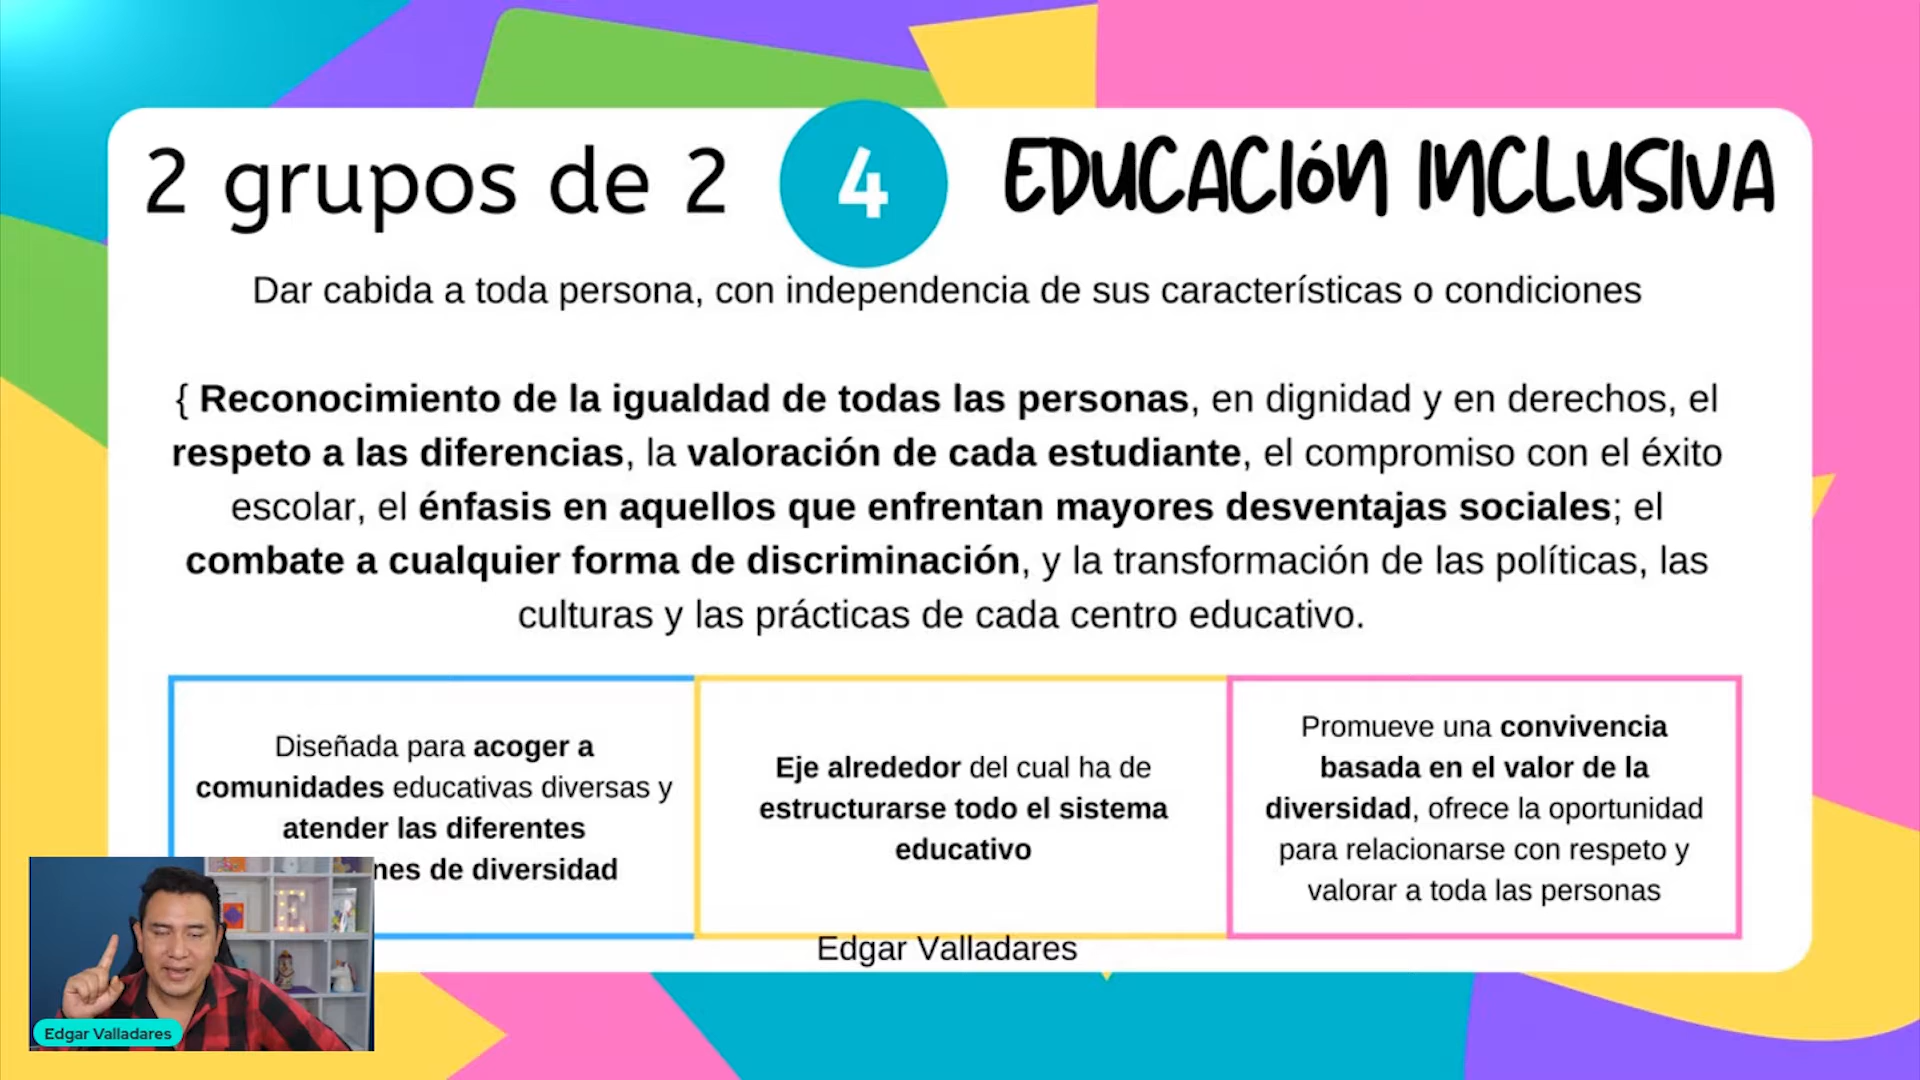 2 grupos de 2
4
EDUCACIÓN INCLUSIVA
Dar cabida a toda persona, con independencia de sus características o condiciones
{ Reconocimiento de la igualdad de todas las personas, en dignidad y en derechos, el
respeto a las diferencias, la valoración de cada estudiante, el compromiso con el éxito
escolar, el énfasis en aquellos que enfrentan mayores desventajas sociales; el
combate a cualquier forma de discriminación, y la transformación de las políticas, las
culturas y las prácticas de cada centro educativo.
Diseñada para acoger a
comunidades educativas diversas y
atender las diferentes
nes de diversidad
Eje alrededor del cual ha de
estructurarse todo el sistema
educativo
Promueve una convivencia
basada en el valor de la
diversidad, ofrece la oportunidad
para relacionarse con respeto y
valorar a toda las personas
Edgar Valladares
E
Edgar Valladares